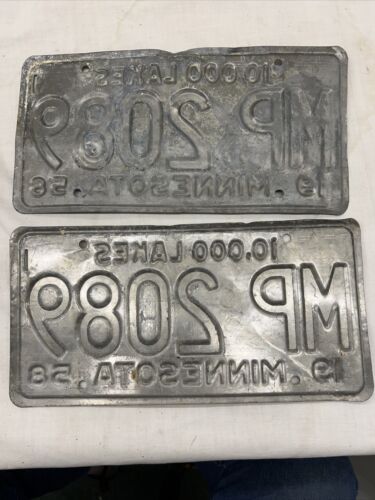 10,000 LAKES
MP 2089
19 · MINNESOTA · 58
10,000 LAKES
MP 2089
19 · MINNESOTA · 58